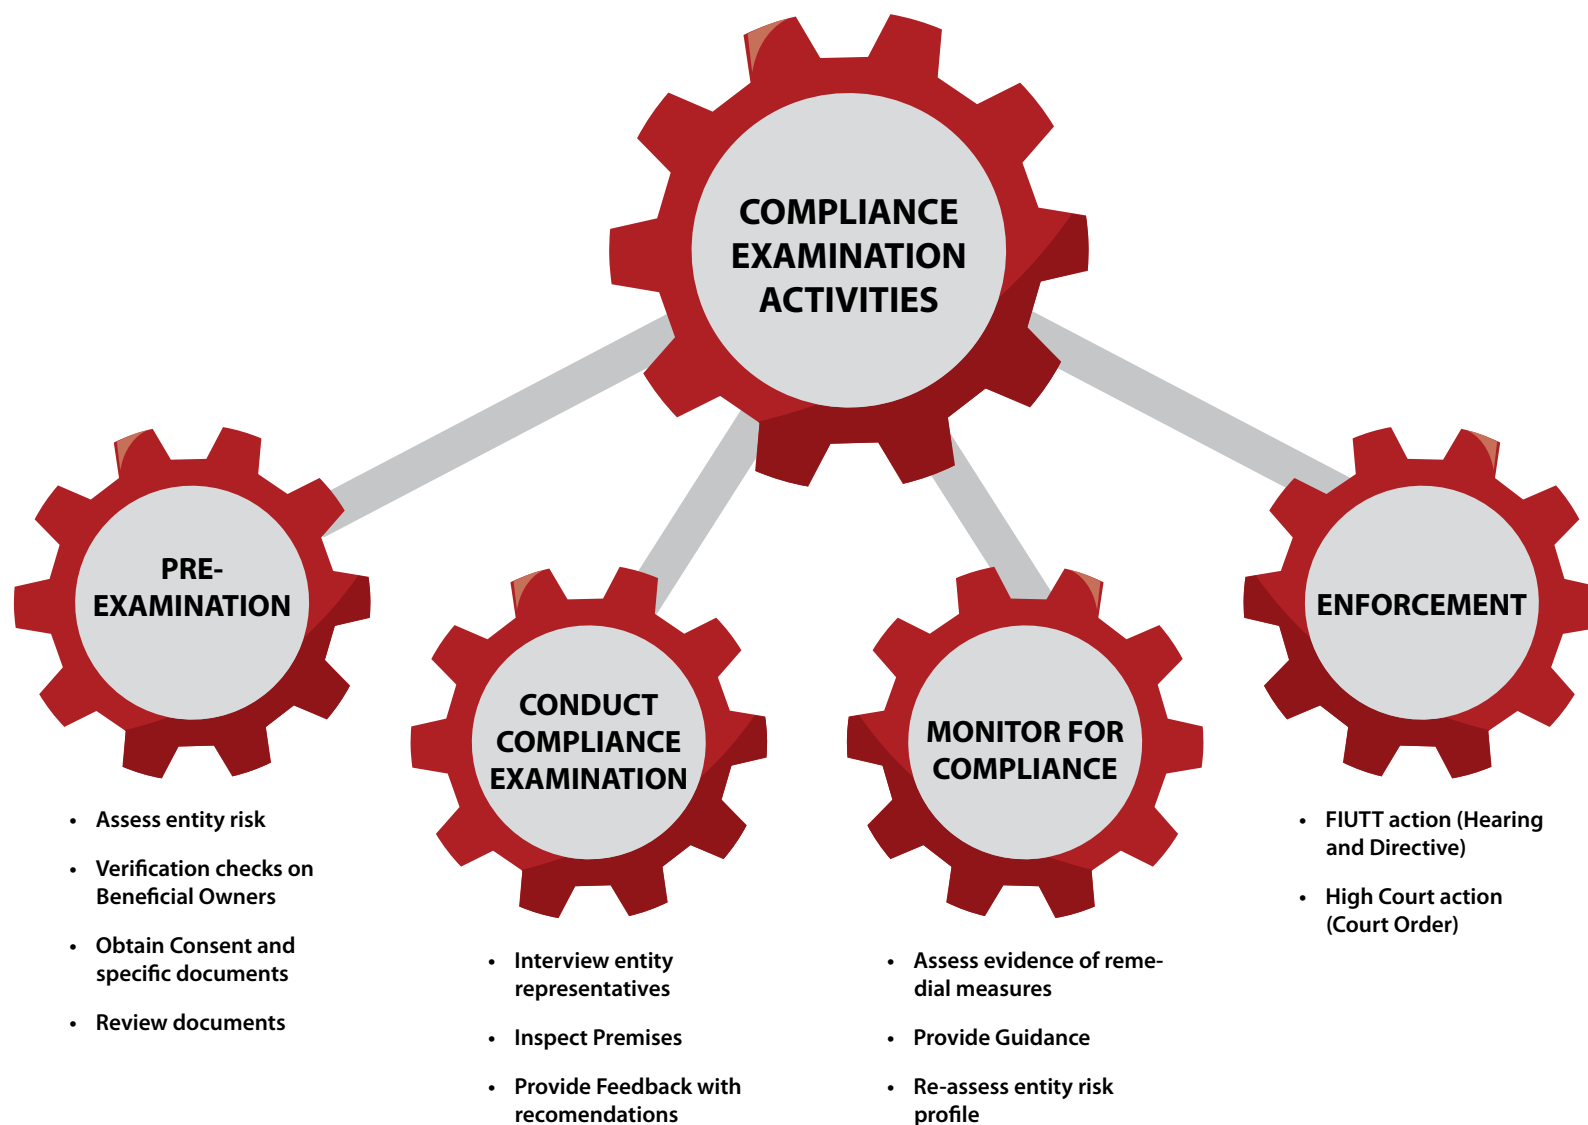 COMPLIANCE
EXAMINATION
ACTIVITIES
PRE-
EXAMINATION
• Assess entity risk
• Verification checks on
Beneficial Owners
• Obtain Consent and
specific documents
• Review documents
CONDUCT
COMPLIANCE
EXAMINATION
• Interview entity
representatives
• Inspect Premises
• Provide Feedback with
recomendations
MONITOR FOR
COMPLIANCE
• Assess evidence of reme-
dial measures
• Provide Guidance
• Re-assess entity risk
profile
ENFORCEMENT
• FIUTT action (Hearing
and Directive)
• High Court action
(Court Order)